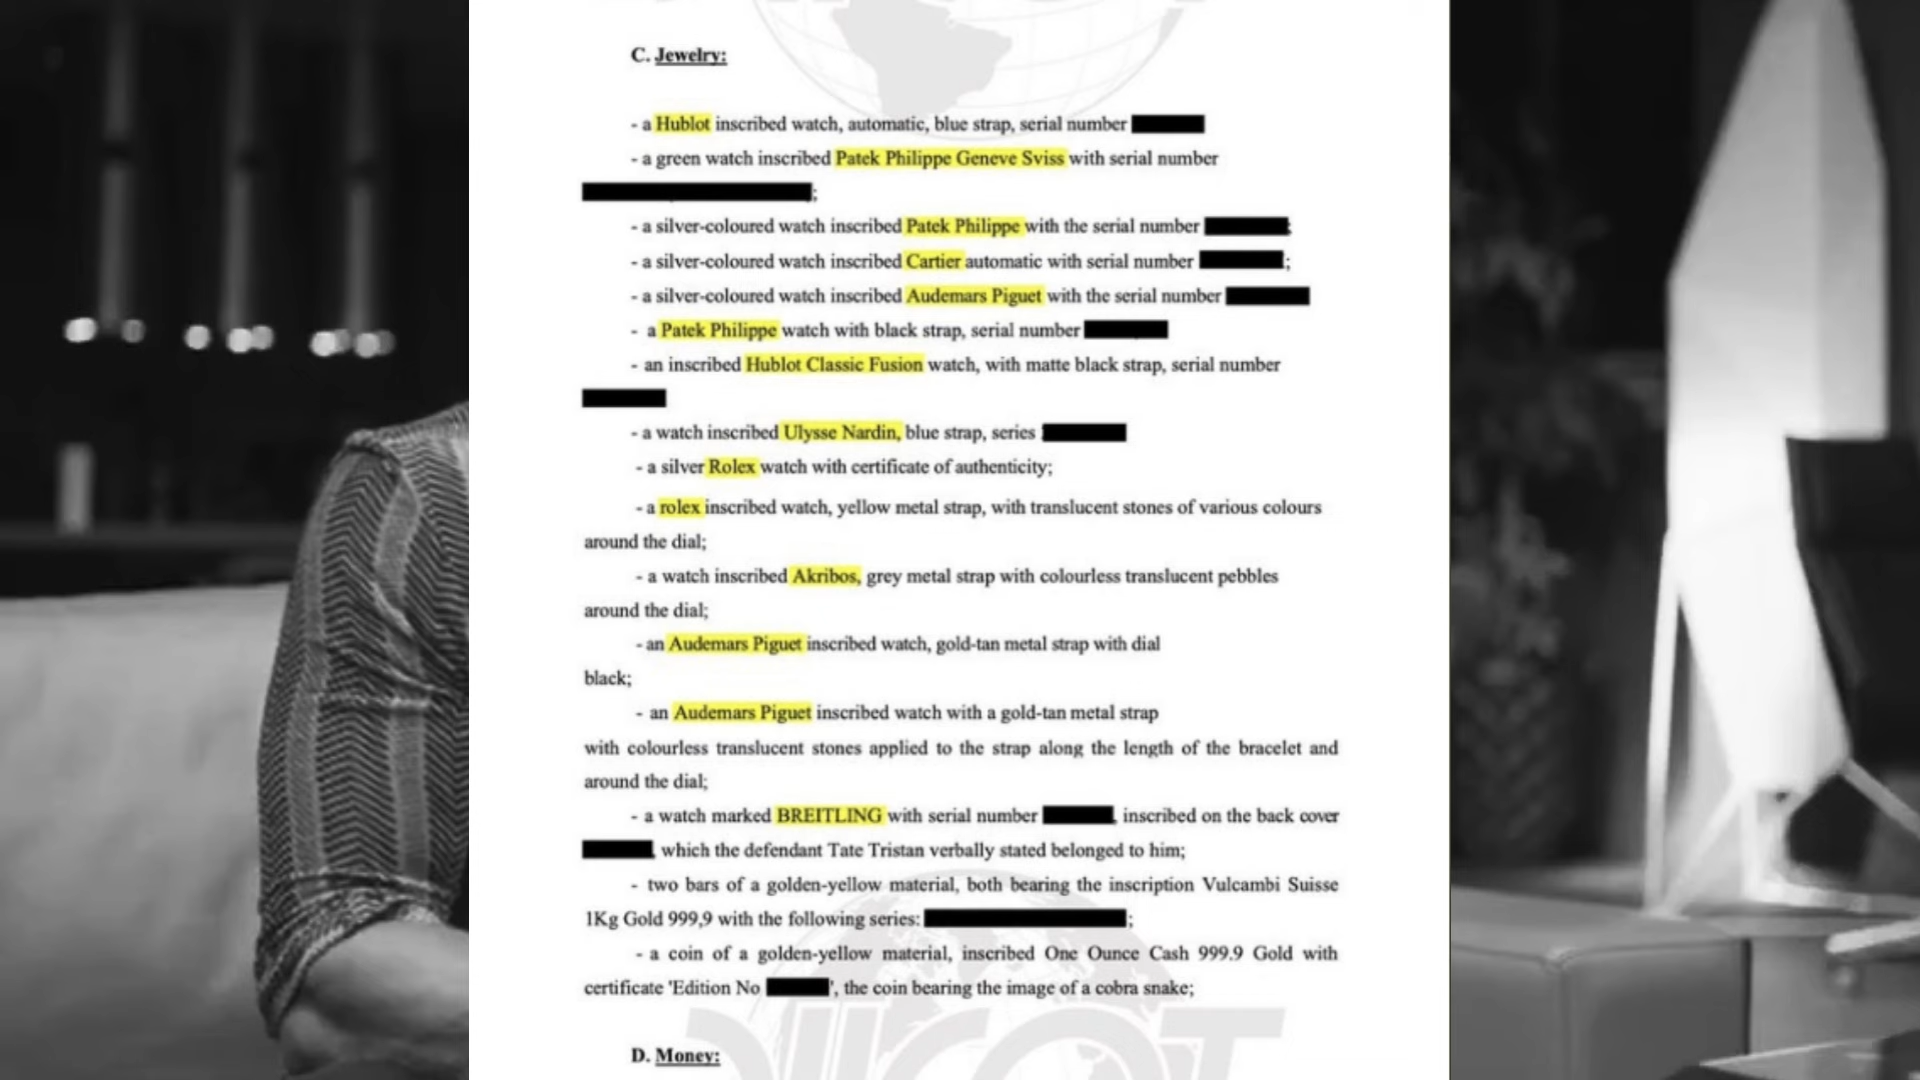 C. Jewelry:
- a Hublot inscribed watch, automatic, blue strap, serial number
- a green watch inscribed Patek Philippe Geneve Sviss with serial number
;
- a silver-coloured watch inscribed Patek Philippe with the serial number
- a silver-coloured watch inscribed Cartier automatic with serial number ;
- a silver-coloured watch inscribed Audemars Piguet with the serial number
- a Patek Philippe watch with black strap, serial number
- an inscribed Hublot Classic Fusion watch, with matte black strap, serial number
- a watch inscribed Ulysse Nardin, blue strap, series
- a silver Rolex watch with certificate of authenticity;
- a rolex inscribed watch, yellow metal strap, with translucent stones of various colours
around the dial;
- a watch inscribed Akribos, grey metal strap with colourless translucent pebbles
around the dial;
- an Audemars Piguet inscribed watch, gold-tan metal strap with dial
black;
- an Audemars Piguet inscribed watch with a gold-tan metal strap
with colourless translucent stones applied to the strap along the length of the bracelet and
around the dial;
- a watch marked BREITLING with serial number , inscribed on the back cover
, which the defendant Tate Tristan verbally stated belonged to him;
- two bars of a golden-yellow material, both bearing the inscription Vulcambi Suisse
1Kg Gold 999,9 with the following series: ;
- a coin of a golden-yellow material, inscribed One Ounce Cash 999.9 Gold with
certificate 'Edition No ', the coin bearing the image of a cobra snake;
D. Money: